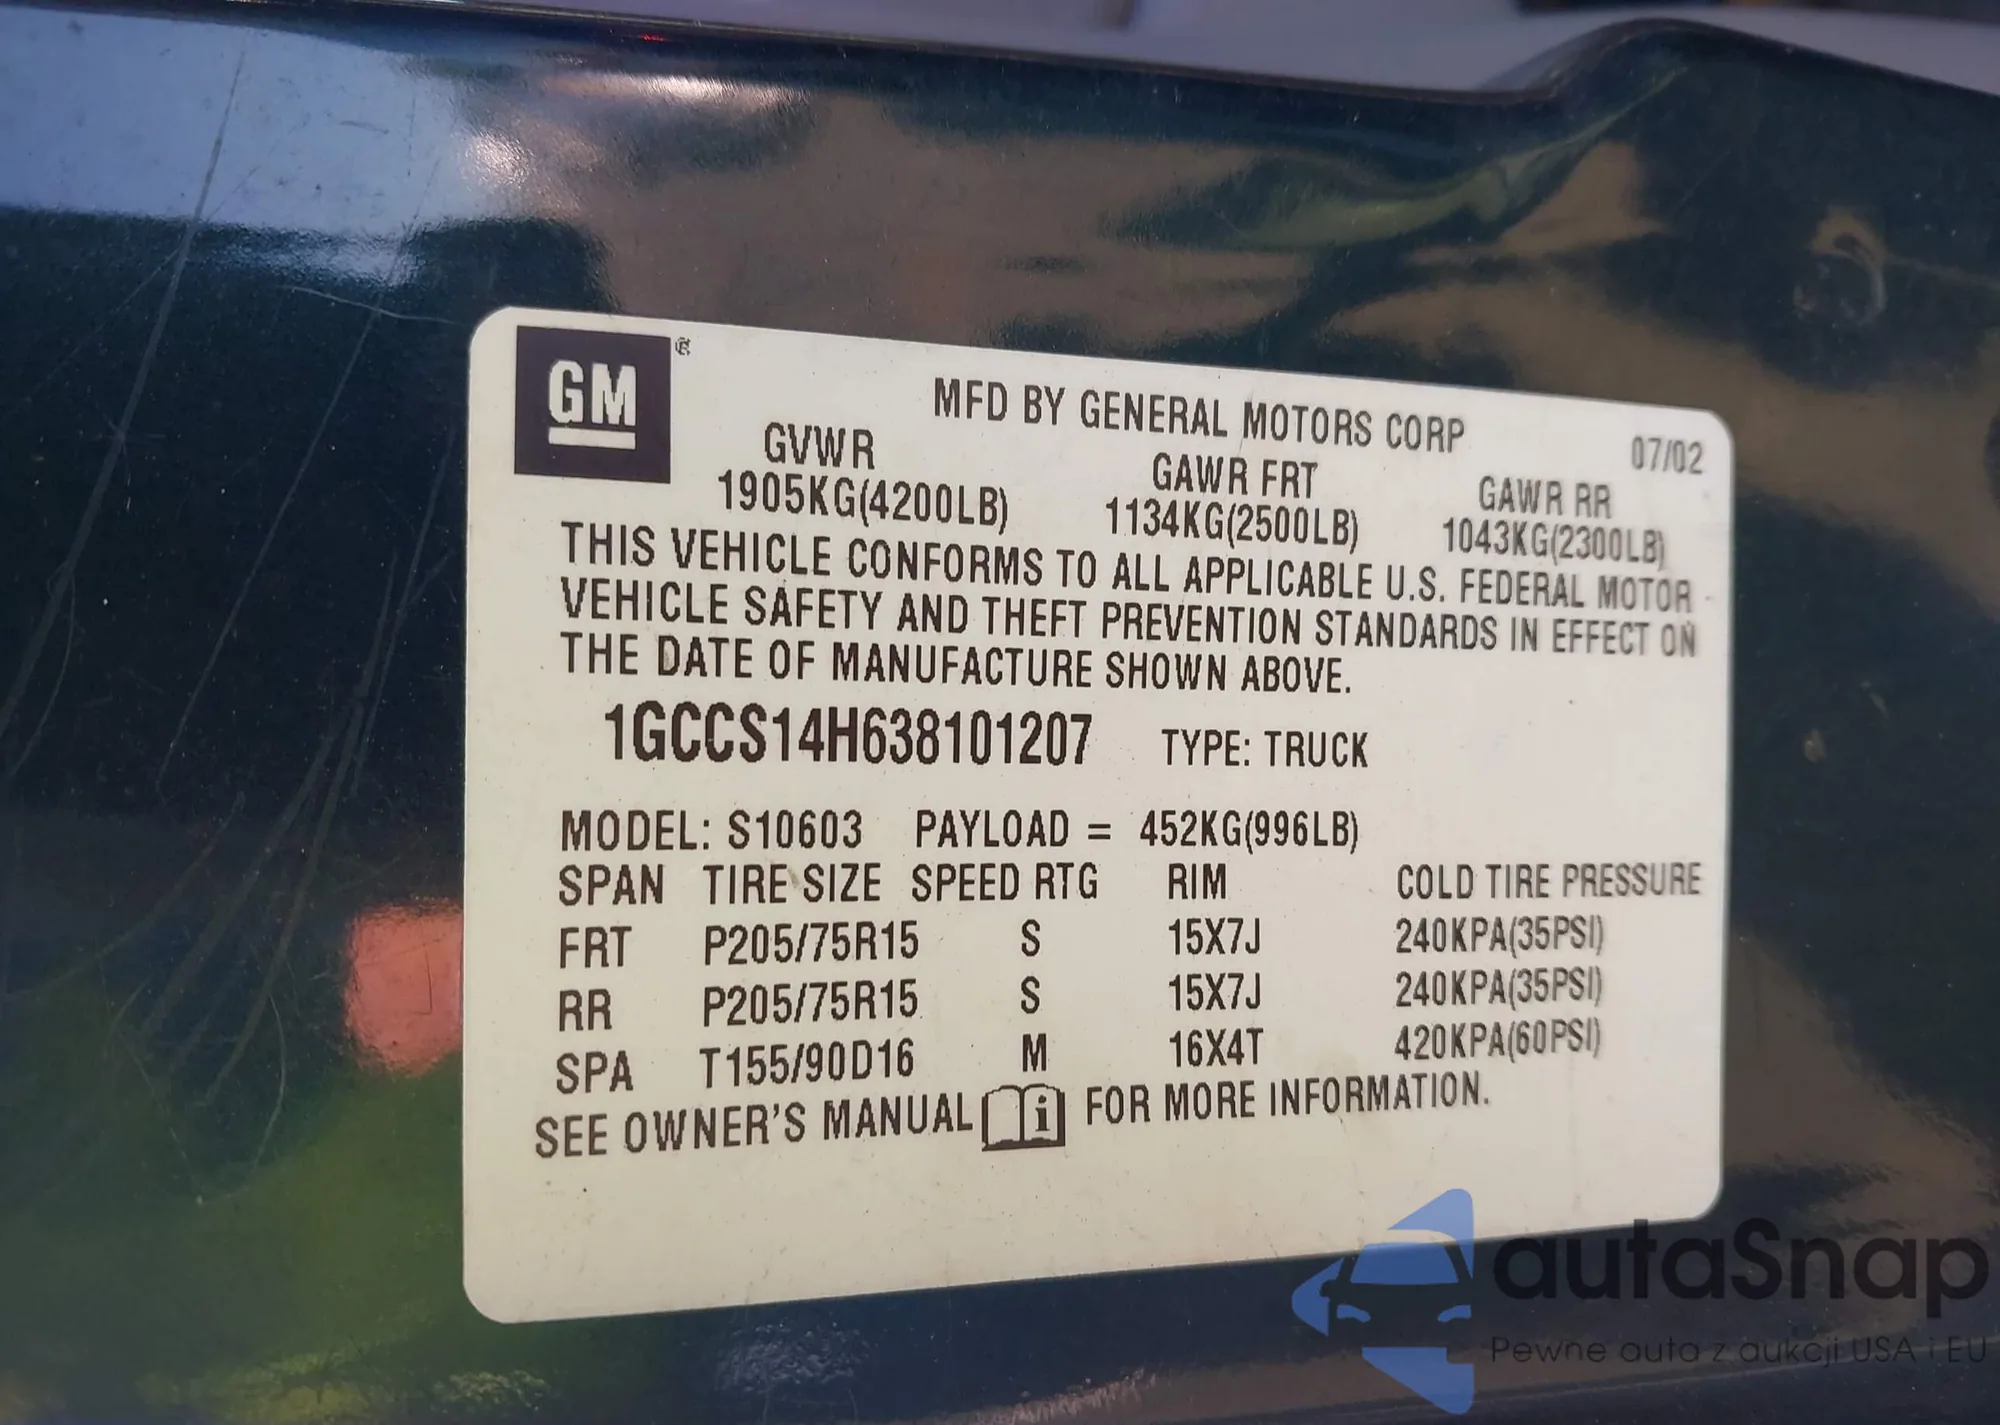 GM ®
MFD BY GENERAL MOTORS CORP 07/02
GVWR GAWR FRT GAWR RR
1905KG(4200LB) 1134KG(2500LB) 1043KG(2300LB)
THIS VEHICLE CONFORMS TO ALL APPLICABLE U.S. FEDERAL MOTOR
VEHICLE SAFETY AND THEFT PREVENTION STANDARDS IN EFFECT ON
THE DATE OF MANUFACTURE SHOWN ABOVE.
1GCCS14H638101207 TYPE: TRUCK
MODEL: S10603 PAYLOAD = 452KG(996LB)
SPAN TIRE SIZE SPEED RTG RIM COLD TIRE PRESSURE
FRT P205/75R15 S 15X7J 240KPA(35PSI)
RR P205/75R15 S 15X7J 240KPA(35PSI)
SPA T155/90D16 M 16X4T 420KPA(60PSI)
SEE OWNER'S MANUAL i FOR MORE INFORMATION.
autaSnap
Pewne auta z aukcji USA i EU